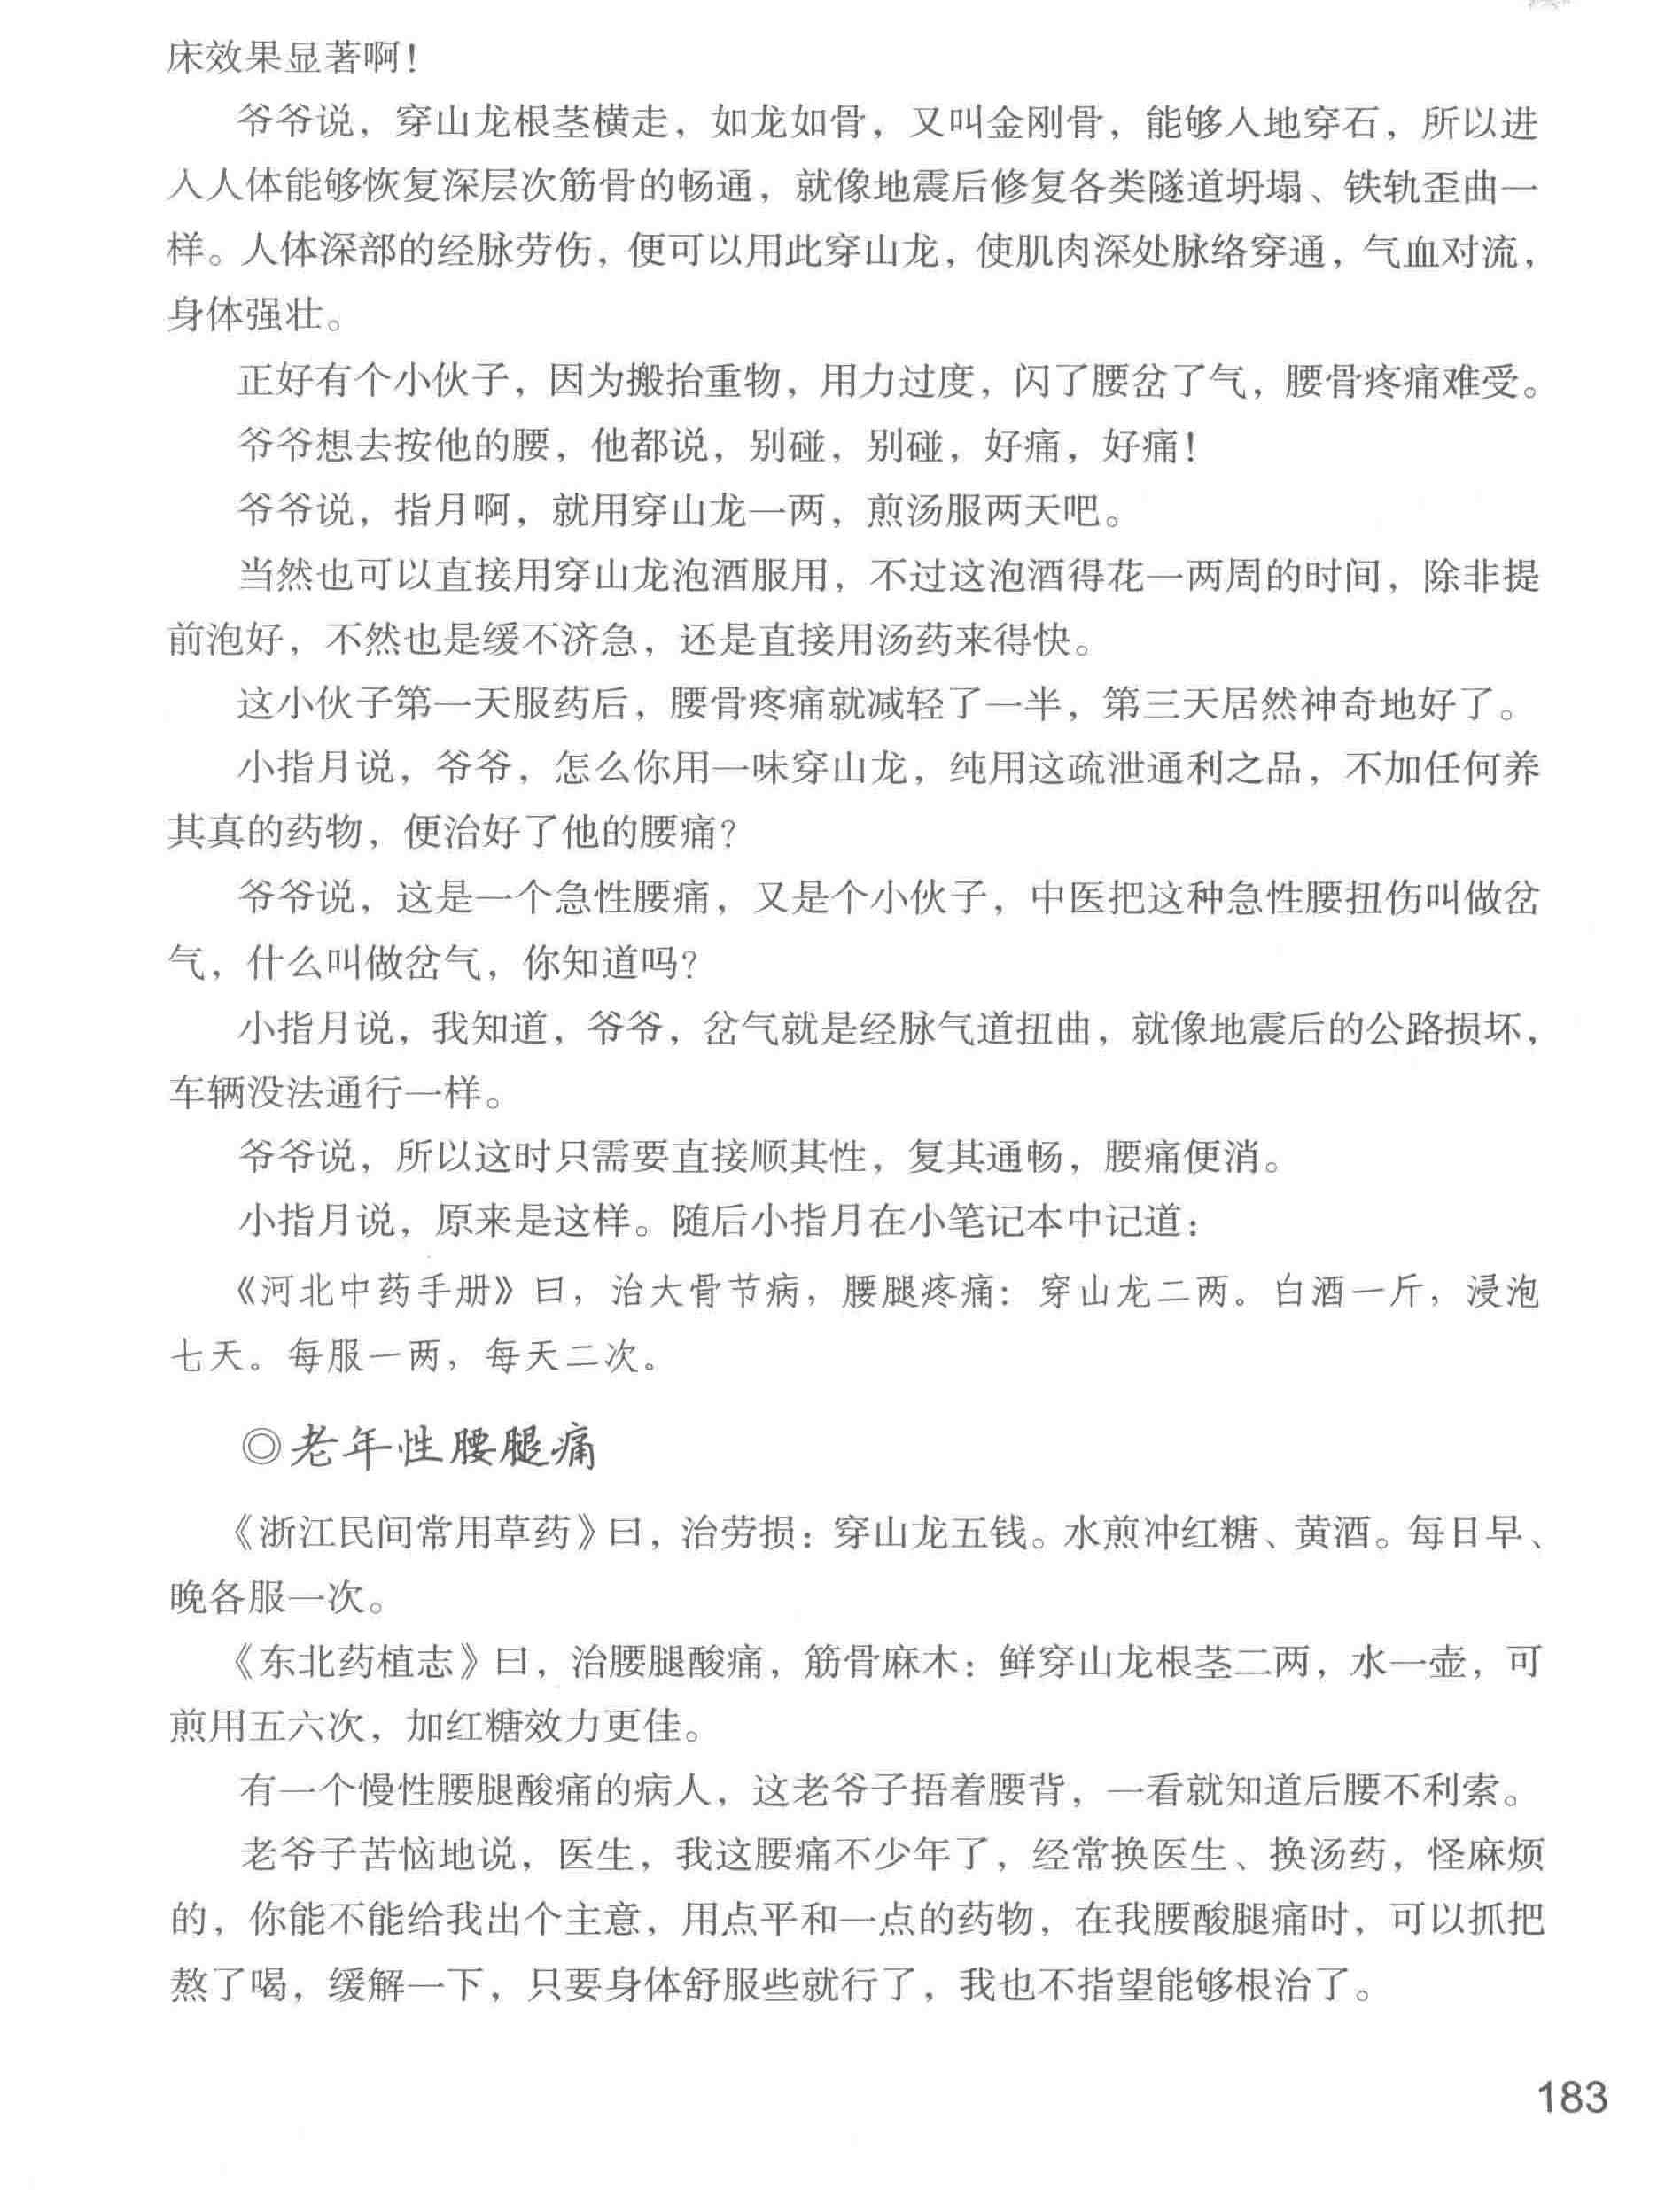 床效果显著啊！
爷爷说，穿山龙根茎横走，如龙如骨，又叫金刚骨，能够入地穿石，所以进
入人体能够恢复深层次筋骨的畅通，就像地震后修复各类隧道坍塌、铁轨歪曲一
样。人体深部的经脉劳伤，便可以用此穿山龙，使肌肉深处脉络穿通，气血对流，
身体强壮。
正好有个小伙子，因为搬抬重物，用力过度，闪了腰岔了气，腰骨疼痛难受。
爷爷想去按他的腰，他都说，别碰，别碰，好痛，好痛！
爷爷说，指月啊，就用穿山龙一两，煎汤服两天吧。
当然也可以直接用穿山龙泡酒服用，不过这泡酒得花一两周的时间，除非提
前泡好，不然也是缓不济急，还是直接用汤药来得快。
这小伙子第一天服药后，腰骨疼痛就减轻了一半，第三天居然神奇地好了。
小指月说，爷爷，怎么你用一味穿山龙，纯用这疏泄通利之品，不加任何养
其真的药物，便治好了他的腰痛？
爷爷说，这是一个急性腰痛，又是个小伙子，中医把这种急性腰扭伤叫做岔
气，什么叫做岔气，你知道吗？
小指月说，我知道，爷爷，岔气就是经脉气道扭曲，就像地震后的公路损坏，
车辆没法通行一样。
爷爷说，所以这时只需要直接顺其性，复其通畅，腰痛便消。
小指月说，原来是这样。随后小指月在小笔记本中记道：
《河北中药手册》曰，治大骨节病，腰腿疼痛：穿山龙二两。白酒一斤，浸泡
七天。每服一两，每天二次。
◎老年性腰腿痛
《浙江民间常用草药》曰，治劳损：穿山龙五钱。水煎冲红糖、黄酒。每日早、
晚各服一次。
《东北药植志》曰，治腰腿酸痛，筋骨麻木：鲜穿山龙根茎二两，水一壶，可
煎用五六次，加红糖效力更佳。
有一个慢性腰腿酸痛的病人，这老爷子捂着腰背，一看就知道后腰不利索。
老爷子苦恼地说，医生，我这腰痛不少年了，经常换医生、换汤药，怪麻烦
的，你能不能给我出个主意，用点平和一点的药物，在我腰酸腿痛时，可以抓把
熬了喝，缓解一下，只要身体舒服些就行了，我也不指望能够根治了。
183